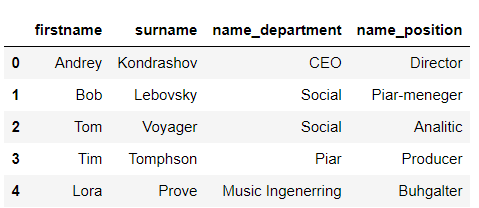 firstname surname name_department name_position
0 Andrey Kondrashov CEO Director
1 Bob Lebovsky Social Piar-meneger
2 Tom Voyager Social Analitic
3 Tim Tomphson Piar Producer
4 Lora Prove Music Ingenerring Buhgalter